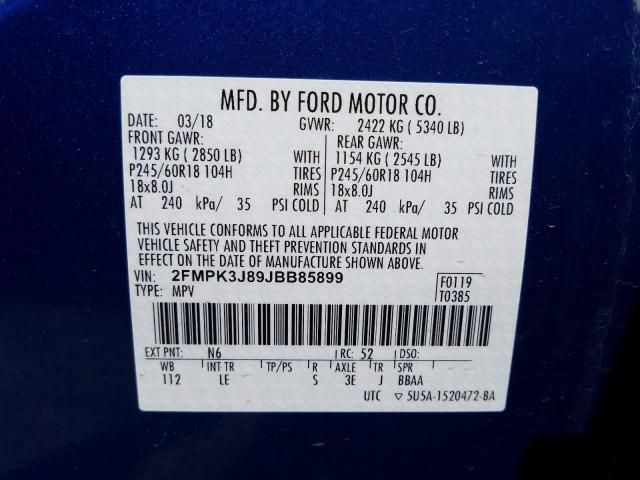 MFD. BY FORD MOTOR CO.
DATE: 03/18 GVWR: 2422 KG ( 5340 LB)
FRONT GAWR: REAR GAWR:
1293 KG ( 2850 LB) WITH 1154 KG ( 2545 LB) WITH
P245/60R18 104H TIRES P245/60R18 104H TIRES
18x8.0J RIMS 18x8.0J RIMS
AT 240 kPa/ 35 PSI COLD AT 240 kPa/ 35 PSI COLD
THIS VEHICLE CONFORMS TO ALL APPLICABLE FEDERAL MOTOR
VEHICLE SAFETY AND THEFT PREVENTION STANDARDS IN
EFFECT ON THE DATE OF MANUFACTURE SHOWN ABOVE.
VIN: 2FMPK3J89JBB85899 F0119
TYPE: MPV T0385
EXT PNT: N6 RC: 52 DSO:
WB INT TR TP/PS R AXLE TR SPR
112 LE S 3E J BBAA
UTC ▽ 5U5A-1520472-BA